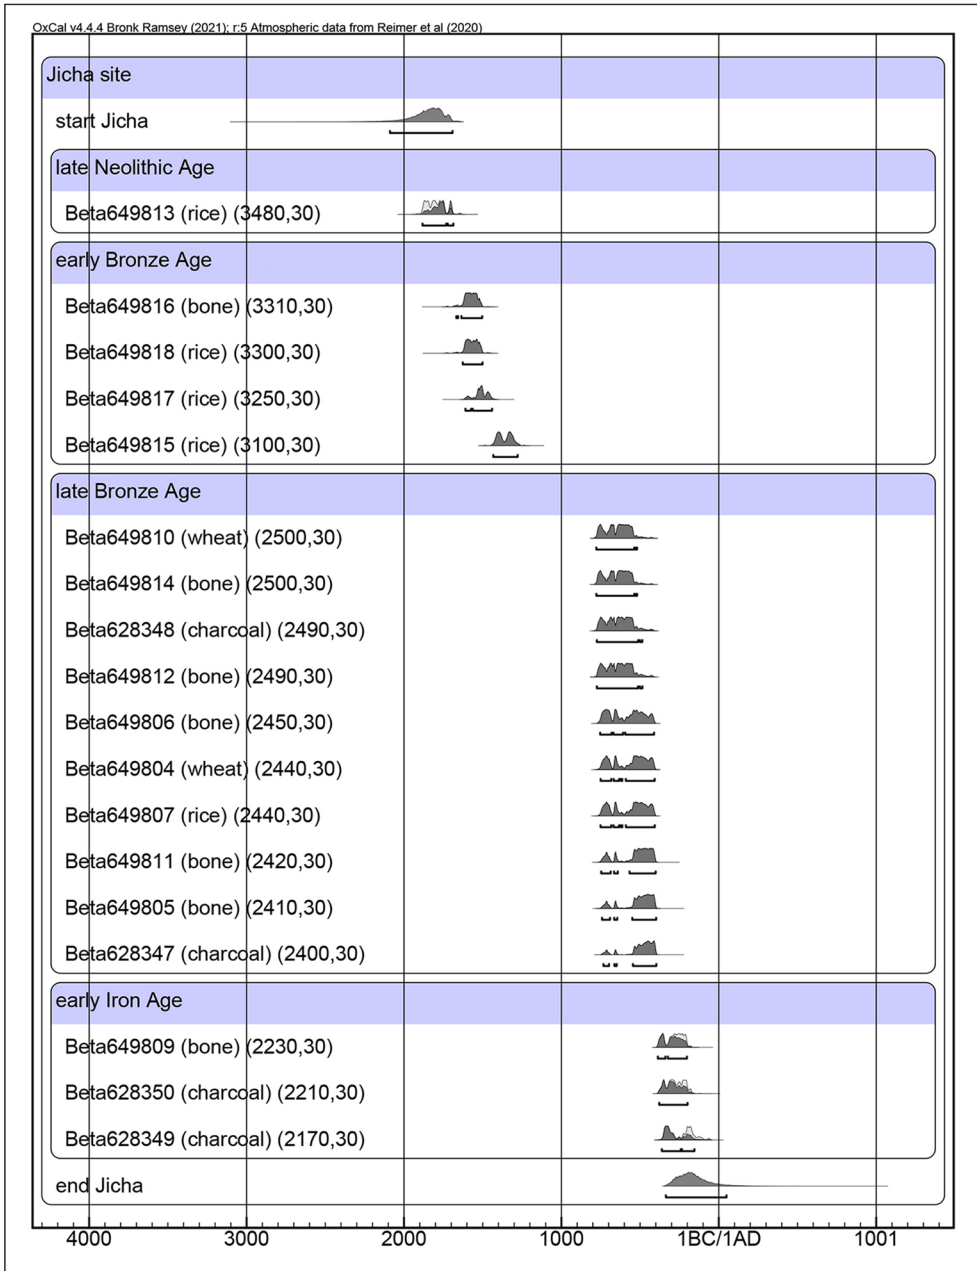 OxCal v4.4.4 Bronk Ramsey (2021); r:5 Atmospheric data from Reimer et al (2020)
Jicha site
start Jicha
late Neolithic Age
Beta649813 (rice) (3480,30)
early Bronze Age
Beta649816 (bone) (3310,30)
Beta649818 (rice) (3300,30)
Beta649817 (rice) (3250,30)
Beta649815 (rice) (3100,30)
late Bronze Age
Beta649810 (wheat) (2500,30)
Beta649814 (bone) (2500,30)
Beta628348 (charcoal) (2490,30)
Beta649812 (bone) (2490,30)
Beta649806 (bone) (2450,30)
Beta649804 (wheat) (2440,30)
Beta649807 (rice) (2440,30)
Beta649811 (bone) (2420,30)
Beta649805 (bone) (2410,30)
Beta628347 (charcoal) (2400,30)
early Iron Age
Beta649809 (bone) (2230,30)
Beta628350 (charcoal) (2210,30)
Beta628349 (charcoal) (2170,30)
end Jicha
4000 3000 2000 1000 1BC/1AD 1001